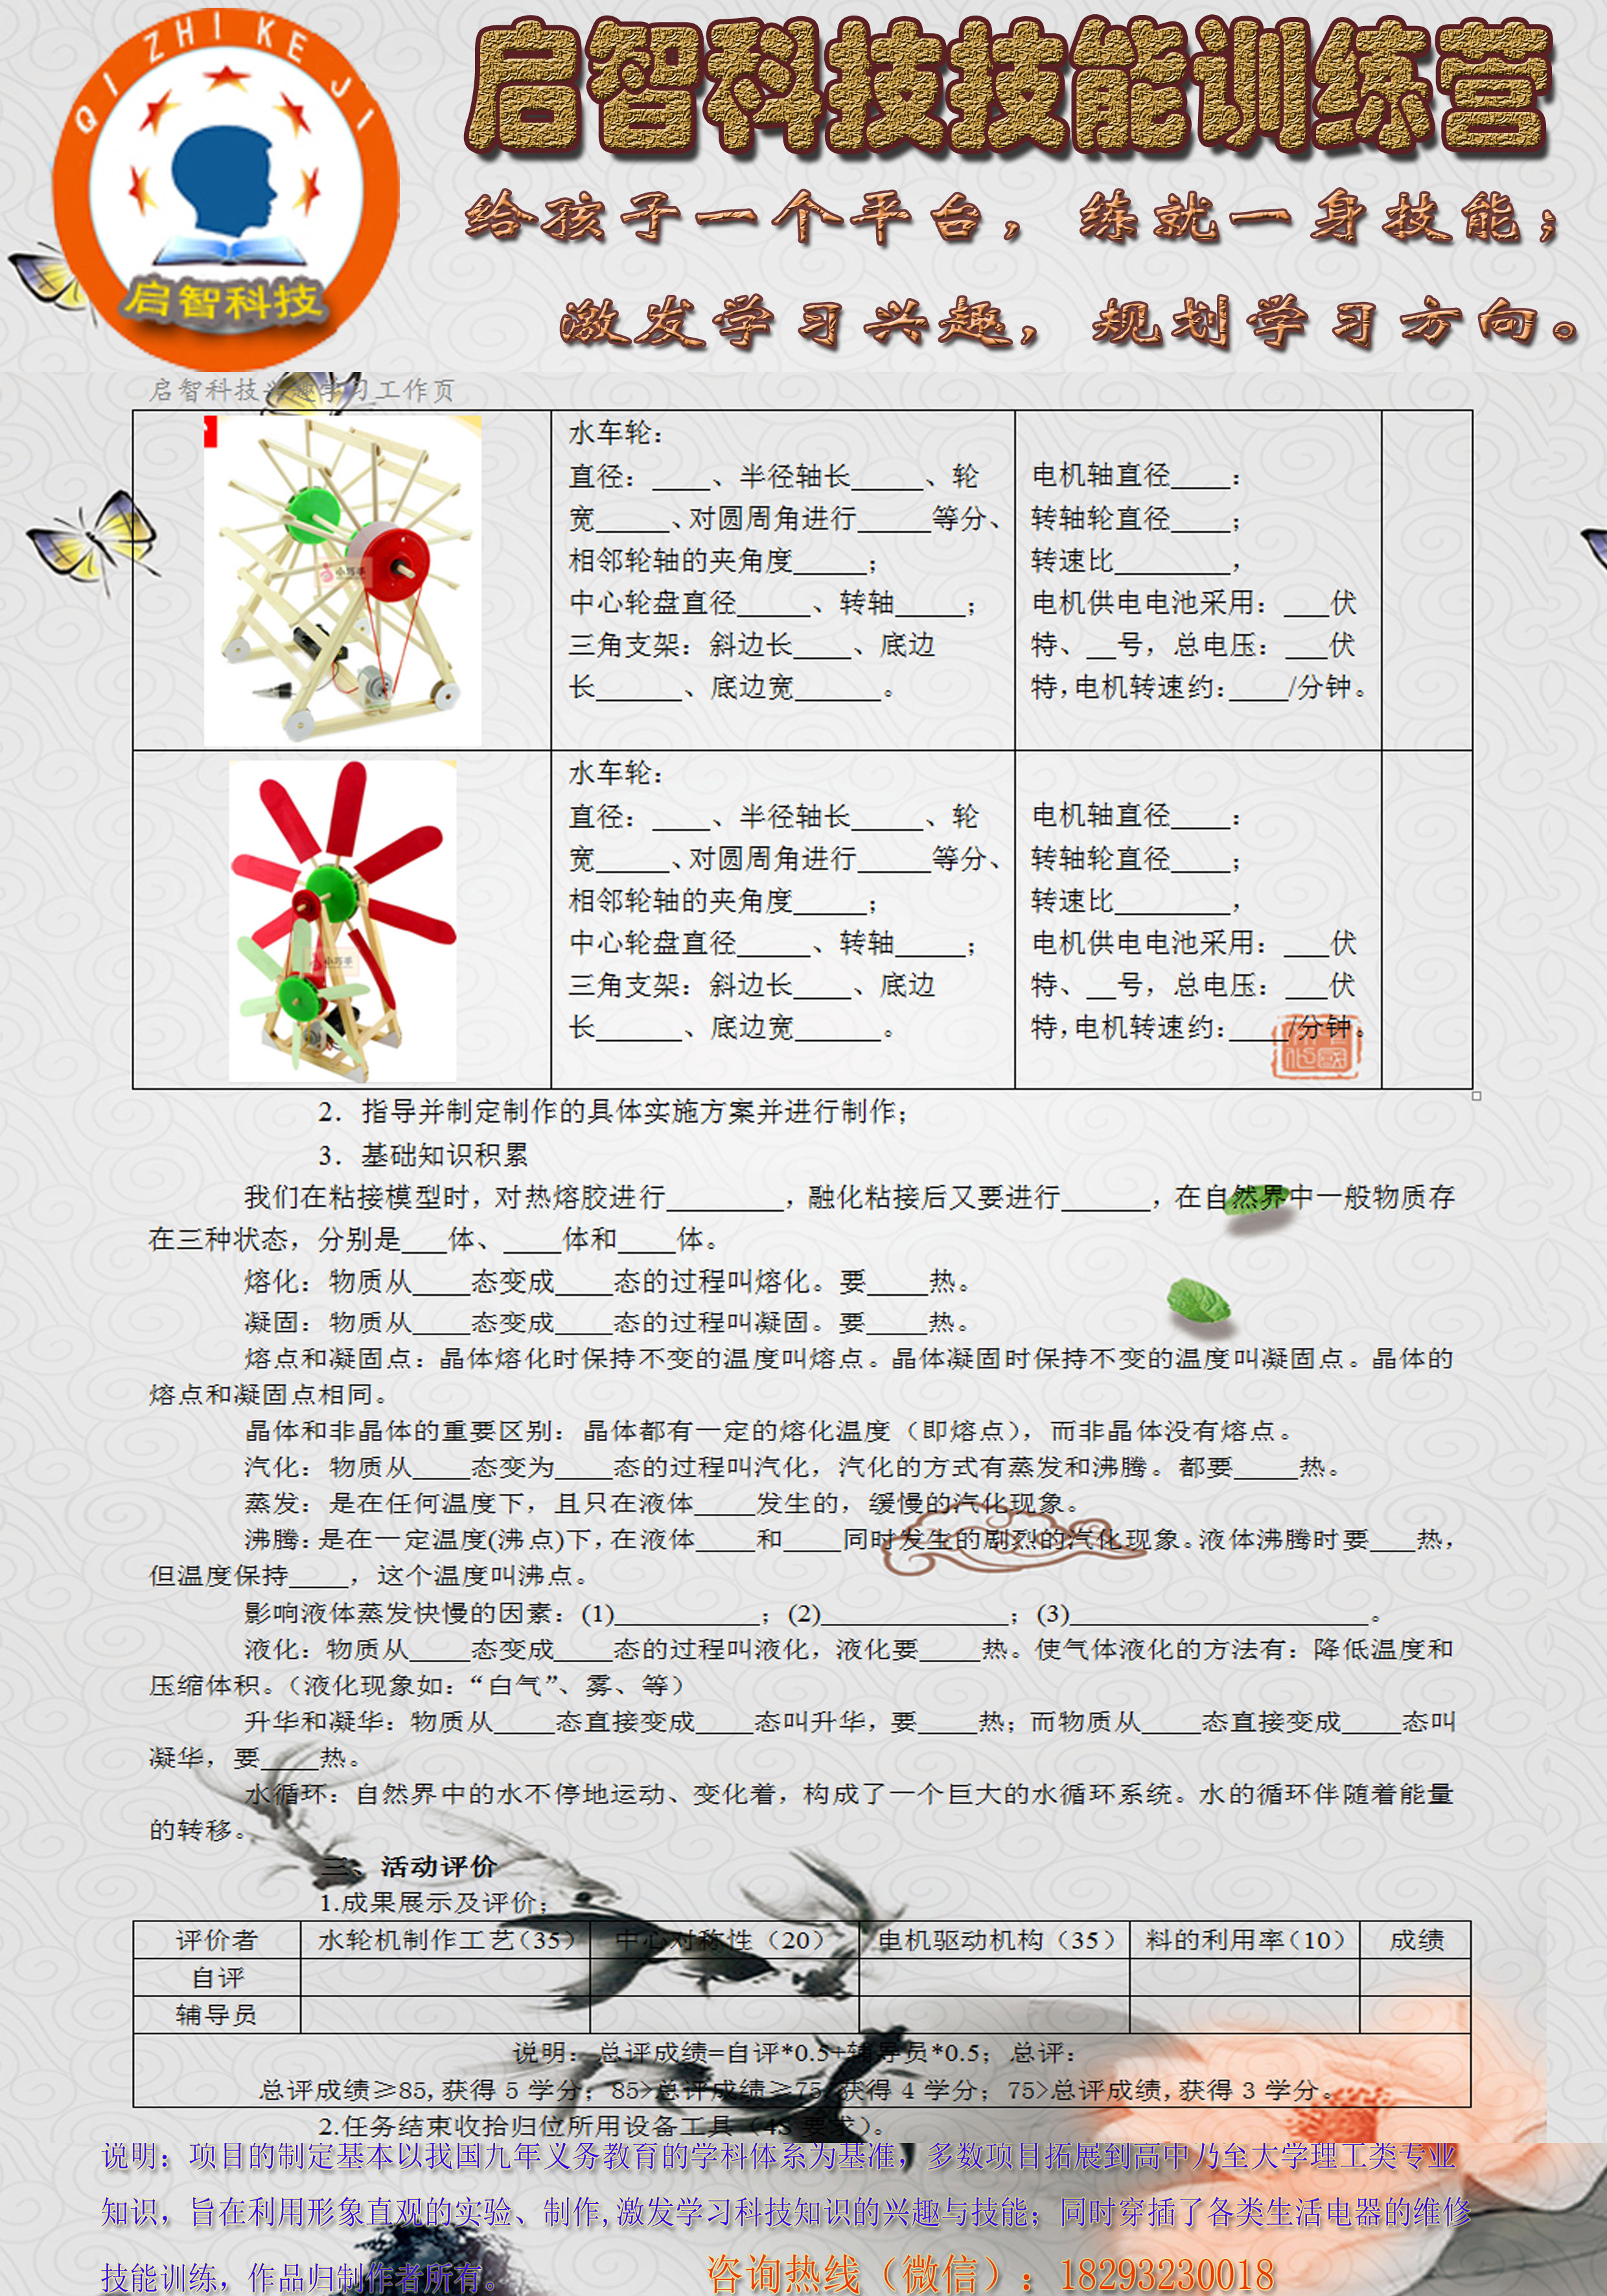 QI ZHI KE JI
启智科技
启智科技技能训练营
给孩子一个平台，练就一身技能；
激发学习兴趣，规划学习方向。
启智科技兴趣学习工作页
小巧手
水车轮：
直径：____、半径轴长_____、轮
宽_____、对圆周角进行_____等分、
相邻轮轴的夹角度_____；
中心轮盘直径_____、转轴_____；
三角支架：斜边长____、底边
长______、底边宽______。
电机轴直径____：
转轴轮直径____；
转速比________，
电机供电电池采用：___伏
特、__号，总电压：___伏
特，电机转速约：____/分钟。
小巧手
水车轮：
直径：____、半径轴长_____、轮
宽_____、对圆周角进行_____等分、
相邻轮轴的夹角度_____；
中心轮盘直径_____、转轴_____；
三角支架：斜边长____、底边
长______、底边宽______。
电机轴直径____：
转轴轮直径____；
转速比________，
电机供电电池采用：___伏
特、__号，总电压：___伏
特，电机转速约：____/分钟。
2．指导并制定制作的具体实施方案并进行制作；
3．基础知识积累
我们在粘接模型时，对热熔胶进行________，融化粘接后又要进行______，在自然界中一般物质存
在三种状态，分别是___体、____体和____体。
熔化：物质从____态变成____态的过程叫熔化。要____热。
凝固：物质从____态变成____态的过程叫凝固。要____热。
熔点和凝固点：晶体熔化时保持不变的温度叫熔点。晶体凝固时保持不变的温度叫凝固点。晶体的
熔点和凝固点相同。
晶体和非晶体的重要区别：晶体都有一定的熔化温度（即熔点），而非晶体没有熔点。
汽化：物质从____态变为____态的过程叫汽化，汽化的方式有蒸发和沸腾。都要____热。
蒸发：是在任何温度下，且只在液体____发生的，缓慢的汽化现象。
沸腾：是在一定温度(沸点)下，在液体____和____同时发生的剧烈的汽化现象。液体沸腾时要___热，
但温度保持____，这个温度叫沸点。
影响液体蒸发快慢的因素：(1)__________；(2)_____________；(3)____________________。
液化：物质从____态变成____态的过程叫液化，液化要____热。使气体液化的方法有：降低温度和
压缩体积。（液化现象如：“白气”、雾、等）
升华和凝华：物质从____态直接变成____态叫升华，要____热；而物质从____态直接变成____态叫
凝华，要____热。
水循环：自然界中的水不停地运动、变化着，构成了一个巨大的水循环系统。水的循环伴随着能量
的转移。
三、活动评价
1.成果展示及评价；
评价者 水轮机制作工艺（35） 中心对称性（20） 电机驱动机构（35） 料的利用率（10） 成绩
自评
辅导员
说明：总评成绩=自评*0.5+辅导员*0.5；总评：
总评成绩≥85，获得 5 学分；85>总评成绩≥75，获得 4 学分；75>总评成绩，获得 3 学分。
2.任务结束收拾归位所用设备工具（4S 要求）。
说明：项目的制定基本以我国九年义务教育的学科体系为基准，多数项目拓展到高中乃至大学理工类专业
知识，旨在利用形象直观的实验、制作，激发学习科技知识的兴趣与技能；同时穿插了各类生活电器的维修
技能训练，作品归制作者所有。
咨询热线（微信）：18293230018